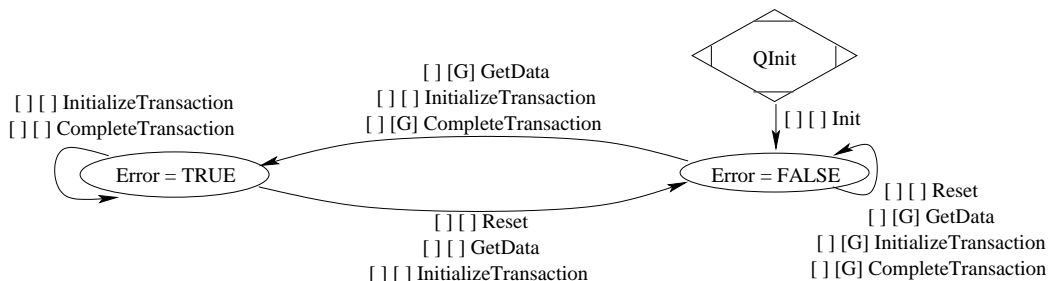 QInit
[ ] [ ] Init
[ ] [G] GetData
[ ] [ ] InitializeTransaction
[ ] [G] CompleteTransaction
[ ] [ ] InitializeTransaction
[ ] [ ] CompleteTransaction
Error = TRUE
Error = FALSE
[ ] [ ] Reset
[ ] [ ] GetData
[ ] [ ] InitializeTransaction
[ ] [ ] Reset
[ ] [G] GetData
[ ] [G] InitializeTransaction
[ ] [G] CompleteTransaction